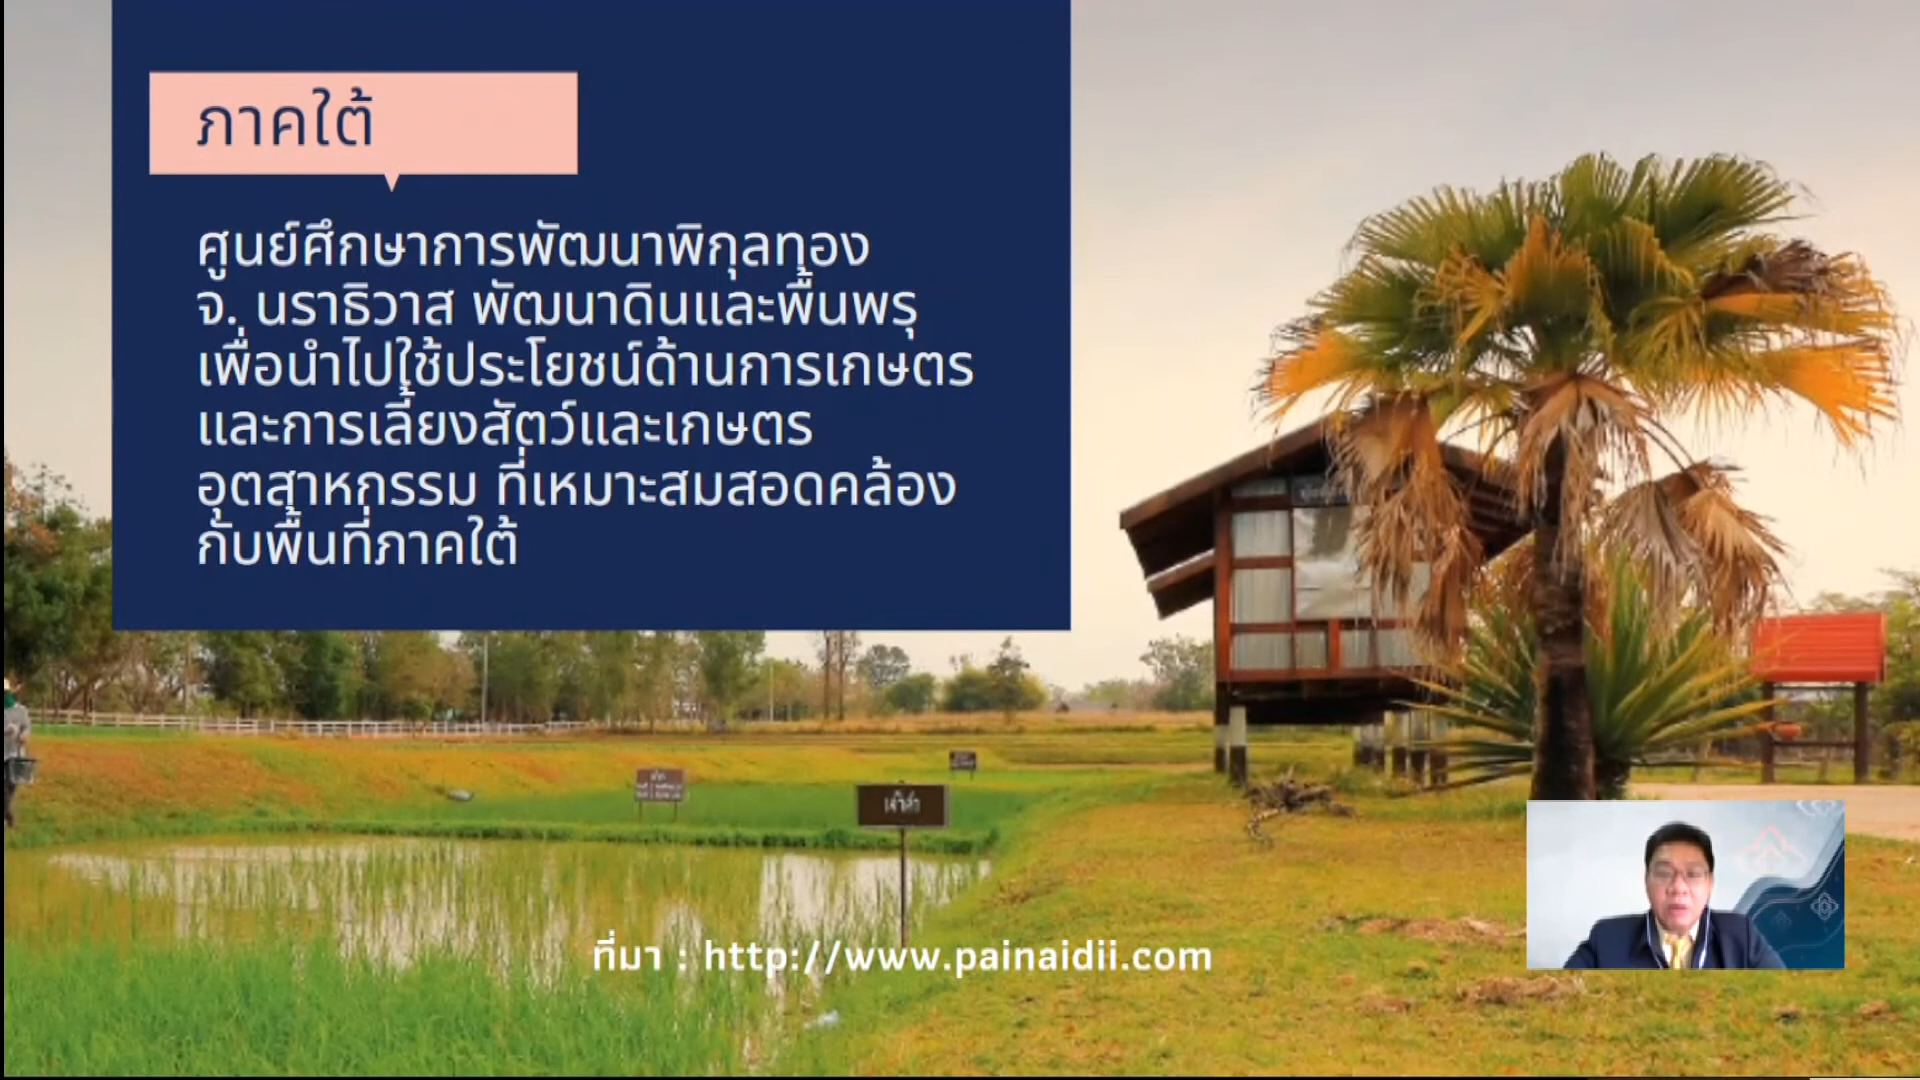 ภาคใต้
ศูนย์ศึกษาการพัฒนาพิกุลทอง
จ. นราธิวาส พัฒนาดินและพื้นพรุ
เพื่อนำไปใช้ประโยชน์ด้านการเกษตร
และการเลี้ยงสัตว์และเกษตร
อุตสาหกรรม ที่เหมาะสมสอดคล้อง
กับพื้นที่ภาคใต้
ที่มา : http://www.painaidii.com